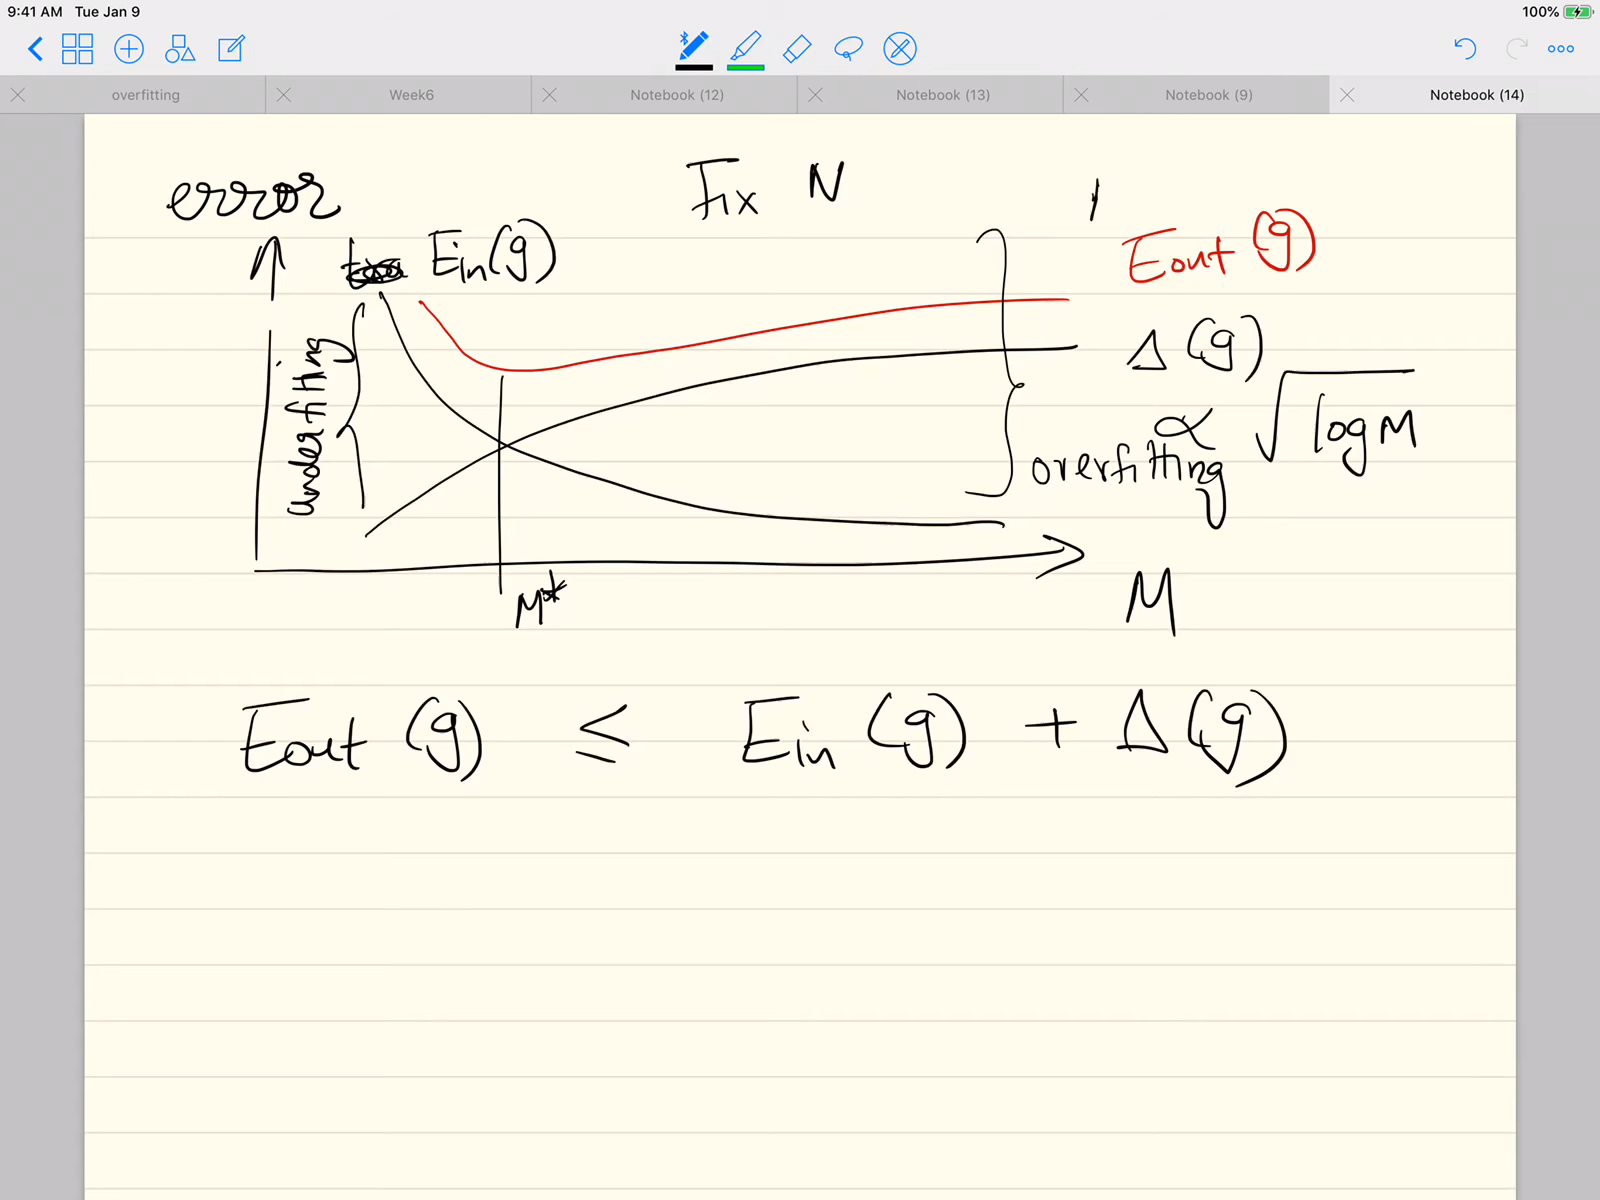 9:41 AM Tue Jan 9 100%
overfitting Week6 Notebook (12) Notebook (13) Notebook (9) Notebook (14)
error Fix N
Ein(g) Eout (g)
Δ (g)
∝ √log M
underfitting
overfitting
M*
M
Eout (g) ≤ Ein (g) + Δ(g)